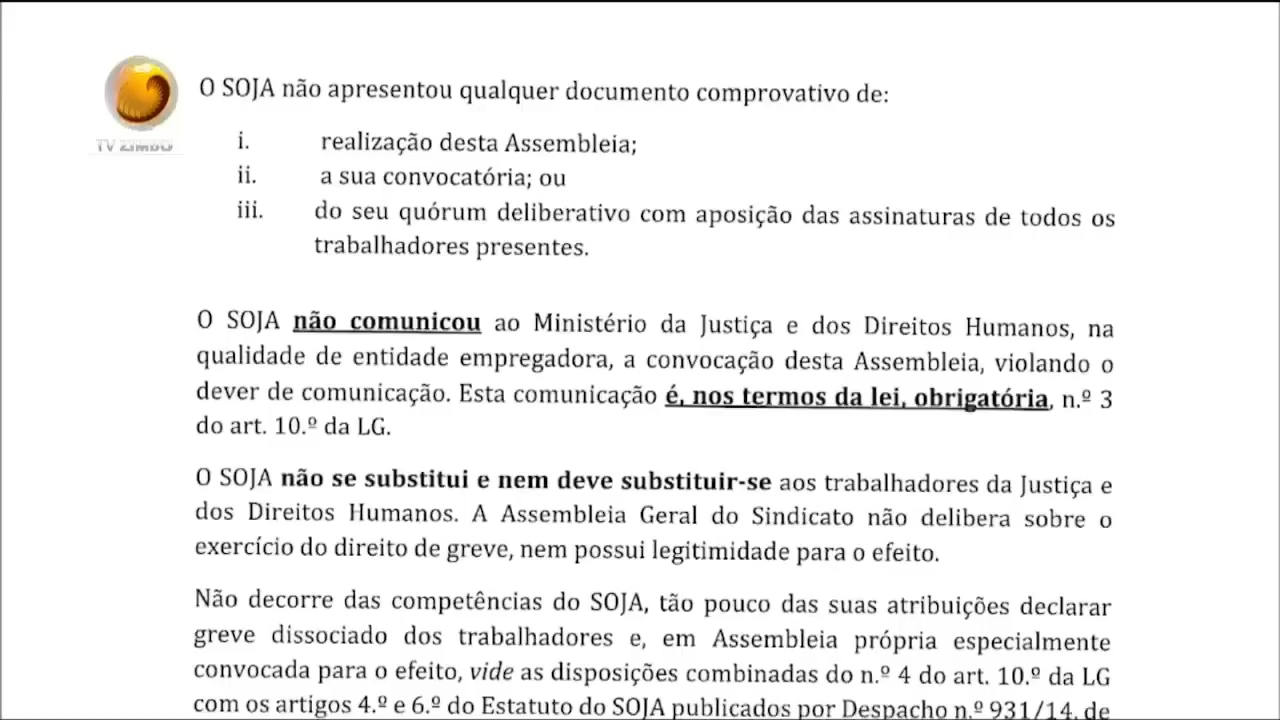 TV ZIMBO
O SOJA não apresentou qualquer documento comprovativo de:
i. realização desta Assembleia;
ii. a sua convocatória; ou
iii. do seu quórum deliberativo com aposição das assinaturas de todos os
trabalhadores presentes.
O SOJA não comunicou ao Ministério da Justiça e dos Direitos Humanos, na
qualidade de entidade empregadora, a convocação desta Assembleia, violando o
dever de comunicação. Esta comunicação é, nos termos da lei, obrigatória, n.º 3
do art. 10.º da LG.
O SOJA não se substitui e nem deve substituir-se aos trabalhadores da Justiça e
dos Direitos Humanos. A Assembleia Geral do Sindicato não delibera sobre o
exercício do direito de greve, nem possui legitimidade para o efeito.
Não decorre das competências do SOJA, tão pouco das suas atribuições declarar
greve dissociado dos trabalhadores e, em Assembleia própria especialmente
convocada para o efeito, vide as disposições combinadas do n.º 4 do art. 10.º da LG
com os artigos 4.º e 6.º do Estatuto do SOJA publicados por Despacho n.º 931/14, de